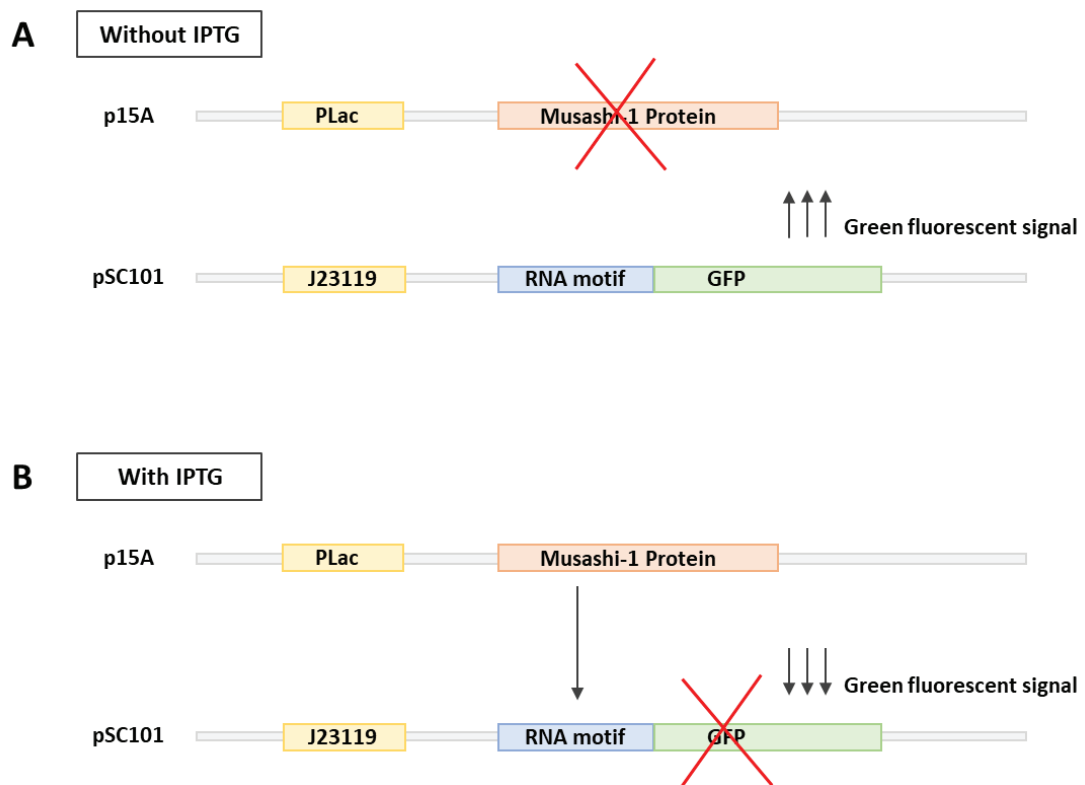 A
Without IPTG
p15A
PLac
Musashi-1 Protein
Green fluorescent signal
pSC101
J23119
RNA motif
GFP
B
With IPTG
p15A
PLac
Musashi-1 Protein
Green fluorescent signal
pSC101
J23119
RNA motif
GFP